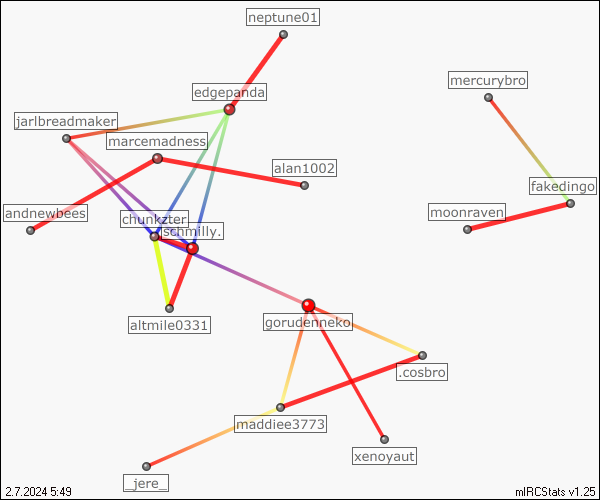 neptune01
mercurybro
edgepanda
jarlbreadmaker
marcemadness
alan1002
fakedingo
andnewbees
moonraven
chunkzter
schmilly.
altmile0331
gorudenneko
.cosbro
maddiee3773
xenoyaut
_jere_
2.7.2024 5:49
mIRCStats v1.25